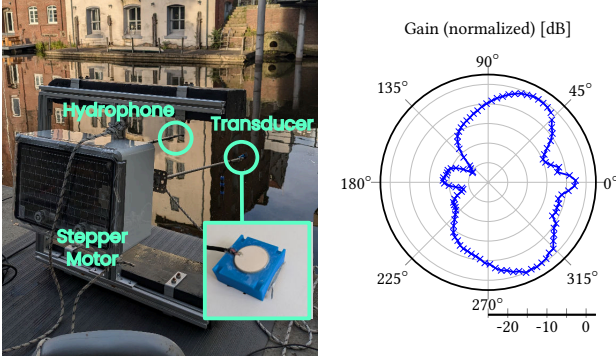 Hydrophone
Transducer
Stepper
Motor
Gain (normalized) [dB]
90°
135°
45°
180°
0°
225°
315°
270°
-20
-10
0